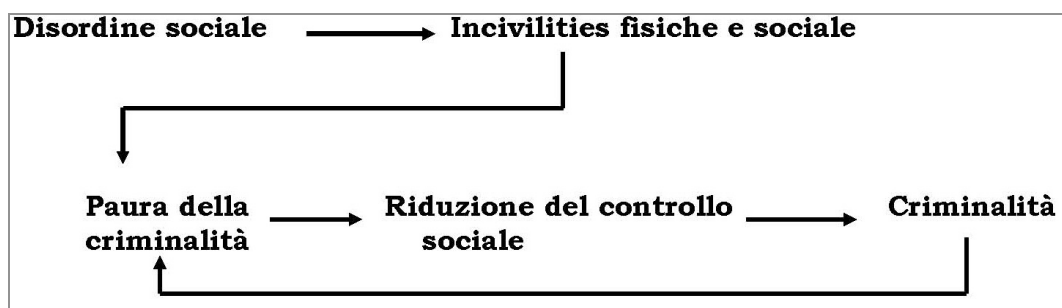 Disordine sociale Incivilities fisiche e sociale
Paura della Riduzione del controllo Criminalità
criminalità sociale